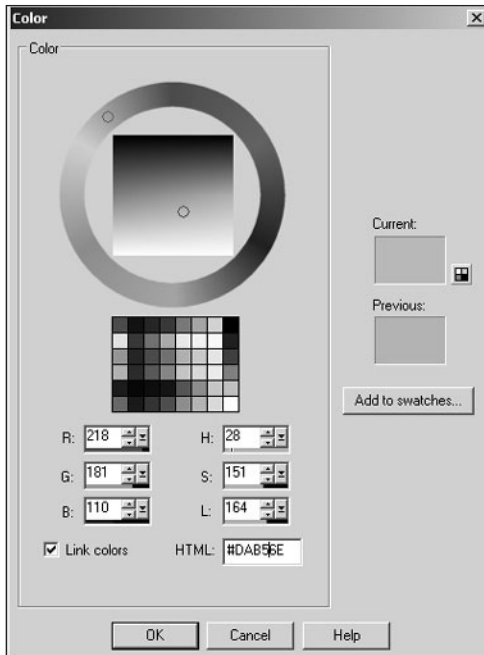 Color
Color
Current:
Previous:
Add to swatches...
R: 218 H: 28
G: 181 S: 151
B: 110 L: 164
Link colors HTML: #DAB56E
OK Cancel Help